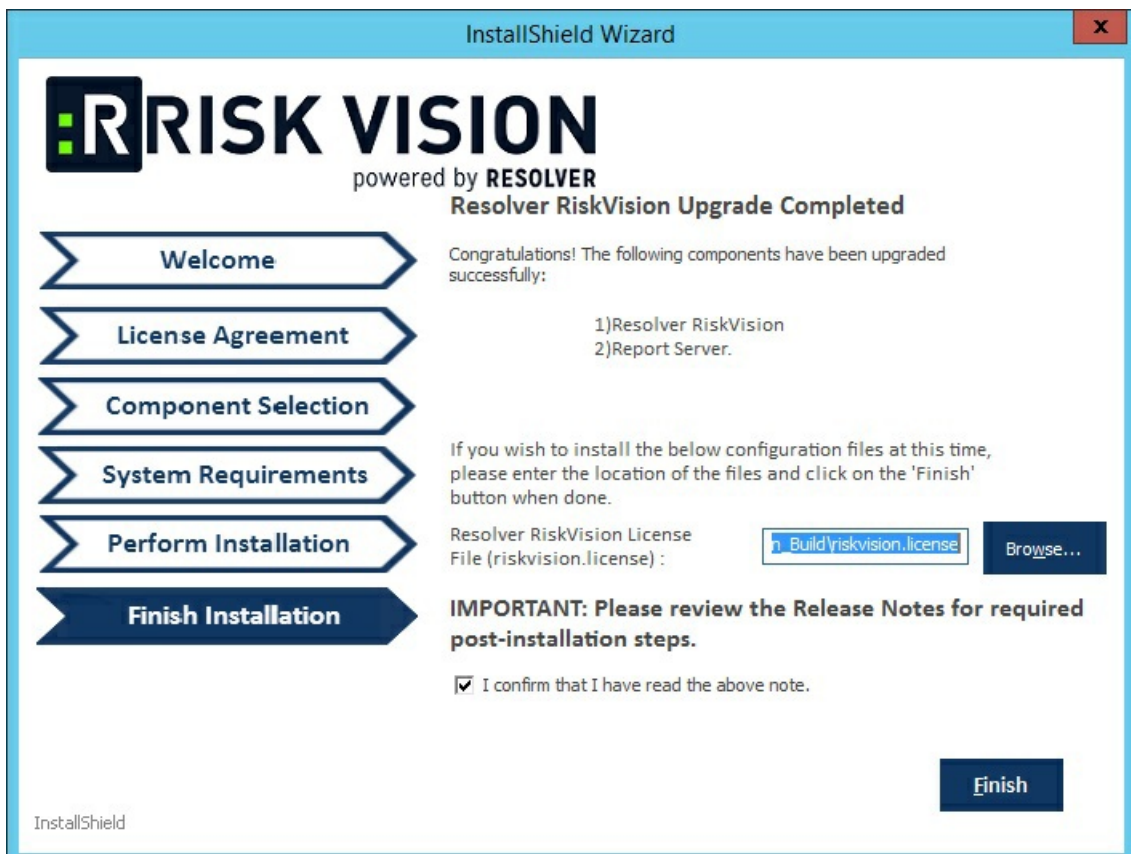 InstallShield Wizard
x
:R RISK VISION
powered by RESOLVER
Resolver RiskVision Upgrade Completed
Congratulations! The following components have been upgraded
successfully:
1)Resolver RiskVision
2)Report Server.
Welcome
License Agreement
Component Selection
System Requirements
Perform Installation
Finish Installation
If you wish to install the below configuration files at this time,
please enter the location of the files and click on the 'Finish'
button when done.
Resolver RiskVision License
File (riskvision.license) :
n_Build\riskvision.license
Browse...
IMPORTANT: Please review the Release Notes for required
post-installation steps.
I confirm that I have read the above note.
Finish
InstallShield